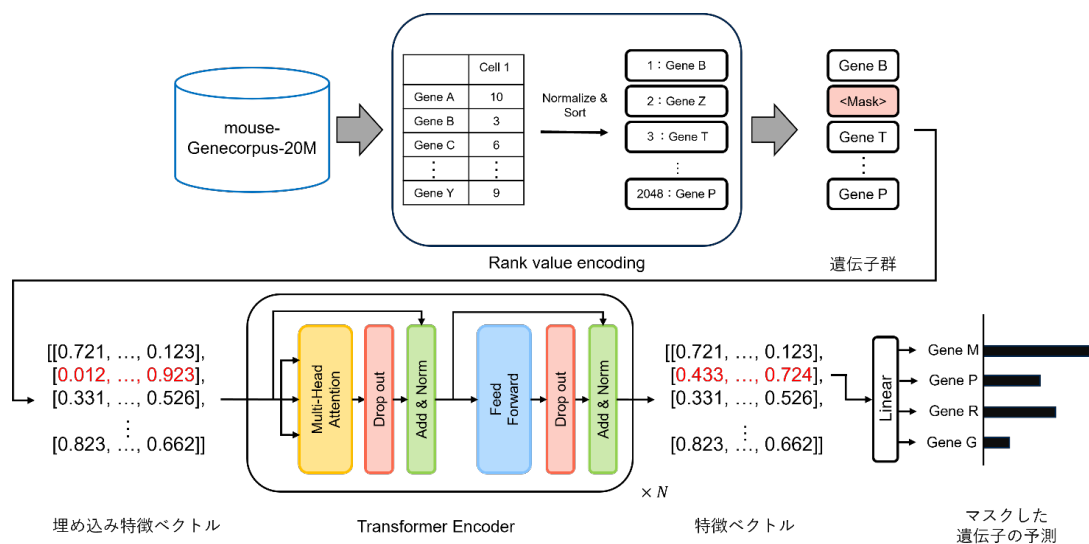 mouse-
Genecorpus-20M
Cell 1
Gene A 10
Gene B 3
Gene C 6
⋮ ⋮
Gene Y 9
Normalize &
Sort
1：Gene B
2：Gene Z
3：Gene T
⋮
2048：Gene P
Rank value encoding
Gene B
<Mask>
Gene T
⋮
Gene P
遺伝子群
[[0.721, …, 0.123],
[0.012, …, 0.923],
[0.331, …, 0.526],
⋮
[0.823, …, 0.662]]
埋め込み特徴ベクトル
Multi-Head
Attention
Drop out
Add & Norm
Feed
Forward
Drop out
Add & Norm
× N
Transformer Encoder
[[0.721, …, 0.123],
[0.433, …, 0.724],
[0.331, …, 0.526],
⋮
[0.823, …, 0.662]]
特徴ベクトル
Linear
Gene M
Gene P
Gene R
Gene G
マスクした
遺伝子の予測